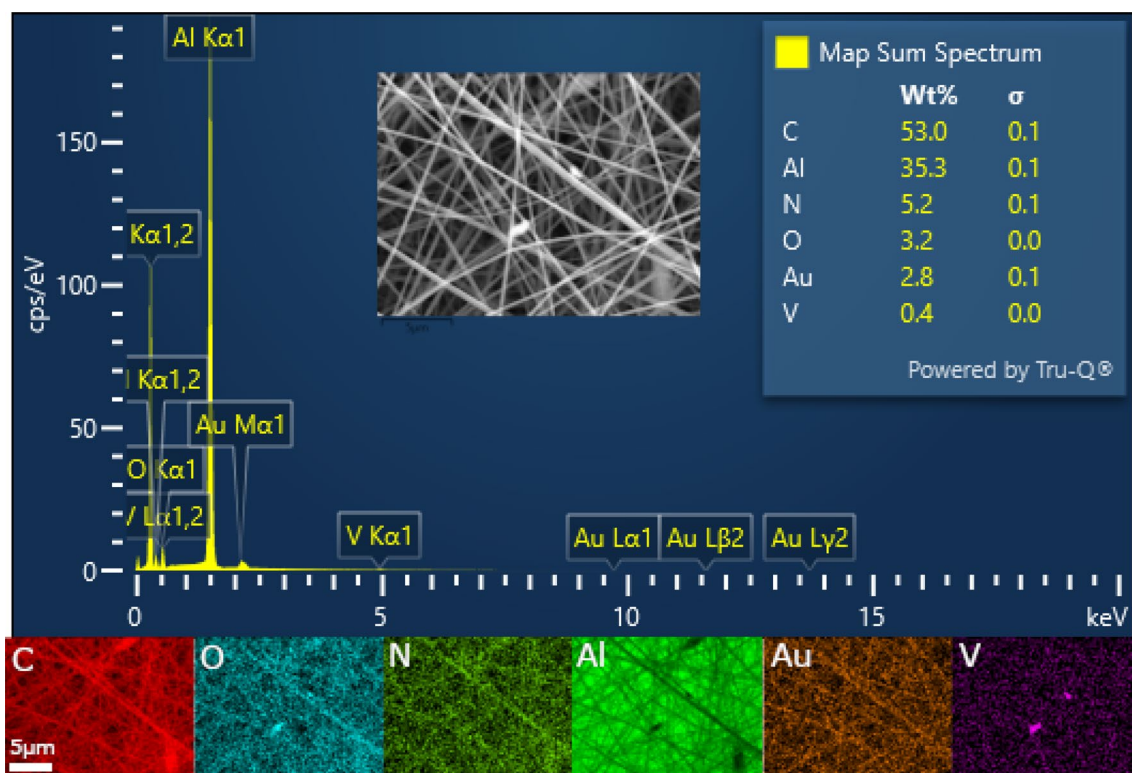 Al Kα1
Map Sum Spectrum
Wt% σ
C 53.0 0.1
Al 35.3 0.1
N 5.2 0.1
O 3.2 0.0
Au 2.8 0.1
V 0.4 0.0
Powered by Tru-Q®
cps/eV
150
100
50
0
Kα1,2
Kα1,2
O Kα1
V Lα1,2
Au Mα1
V Kα1
Au Lα1
Au Lβ2
Au Lγ2
5μm
0 5 10 15 keV
C O N Al Au V
5μm